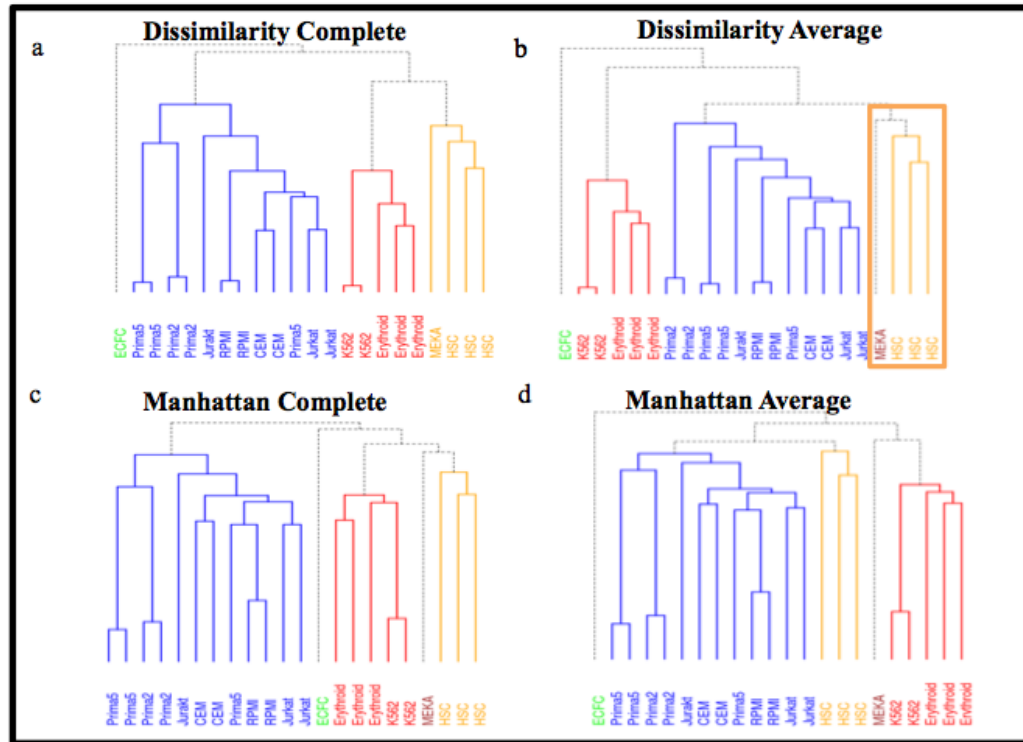 a
Dissimilarity Complete
ECFC
Prima5
Prima5
Prima2
Prima2
Jurakt
RPMI
RPMI
CEM
CEM
Prima5
Jurkat
Jurkat
K562
K562
Erythroid
Erythroid
Erythroid
MEKA
HSC
HSC
HSC
b
Dissimilarity Average
ECFC
K562
K562
Erythroid
Erythroid
Erythroid
Prima2
Prima2
Prima5
Prima5
Jurakt
RPMI
RPMI
Prima5
CEM
CEM
Jurkat
Jurkat
MEKA
HSC
HSC
HSC
c
Manhattan Complete
Prima5
Prima5
Prima2
Prima2
Jurakt
CEM
CEM
Prima5
RPMI
RPMI
Jurkat
Jurkat
ECFC
Erythroid
Erythroid
Erythroid
K562
K562
MEKA
HSC
HSC
HSC
d
Manhattan Average
ECFC
Prima5
Prima5
Prima2
Prima2
Jurakt
CEM
CEM
Prima5
RPMI
RPMI
Jurkat
Jurkat
HSC
HSC
HSC
MEKA
K562
K562
Erythroid
Erythroid
Erythroid